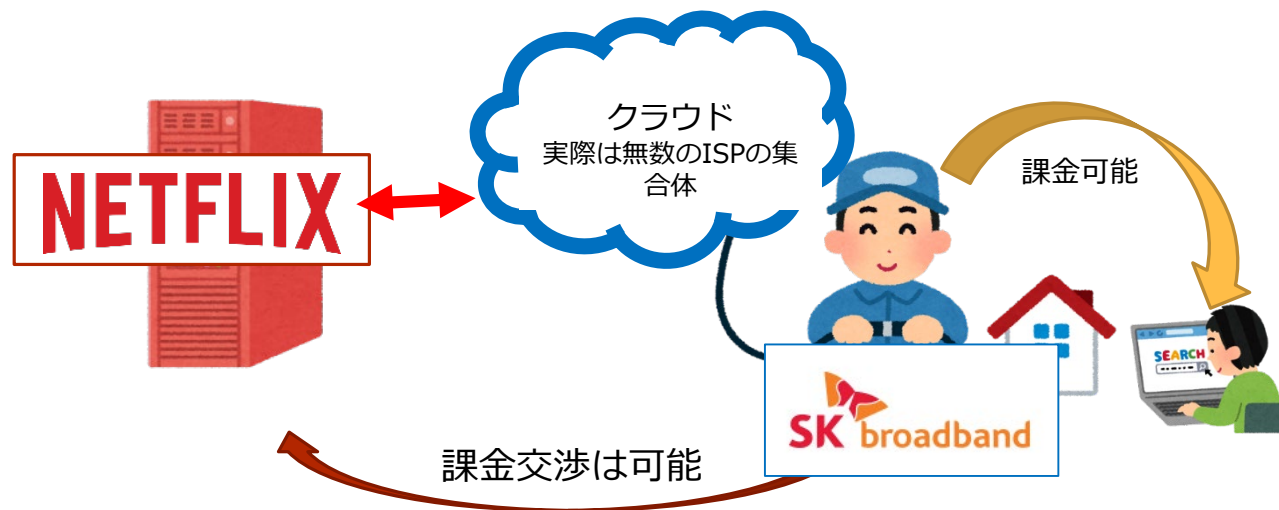 クラウド
実際は無数のISPの集
合体
課金可能
NETFLIX
SEARCH
SK broadband
課金交渉は可能